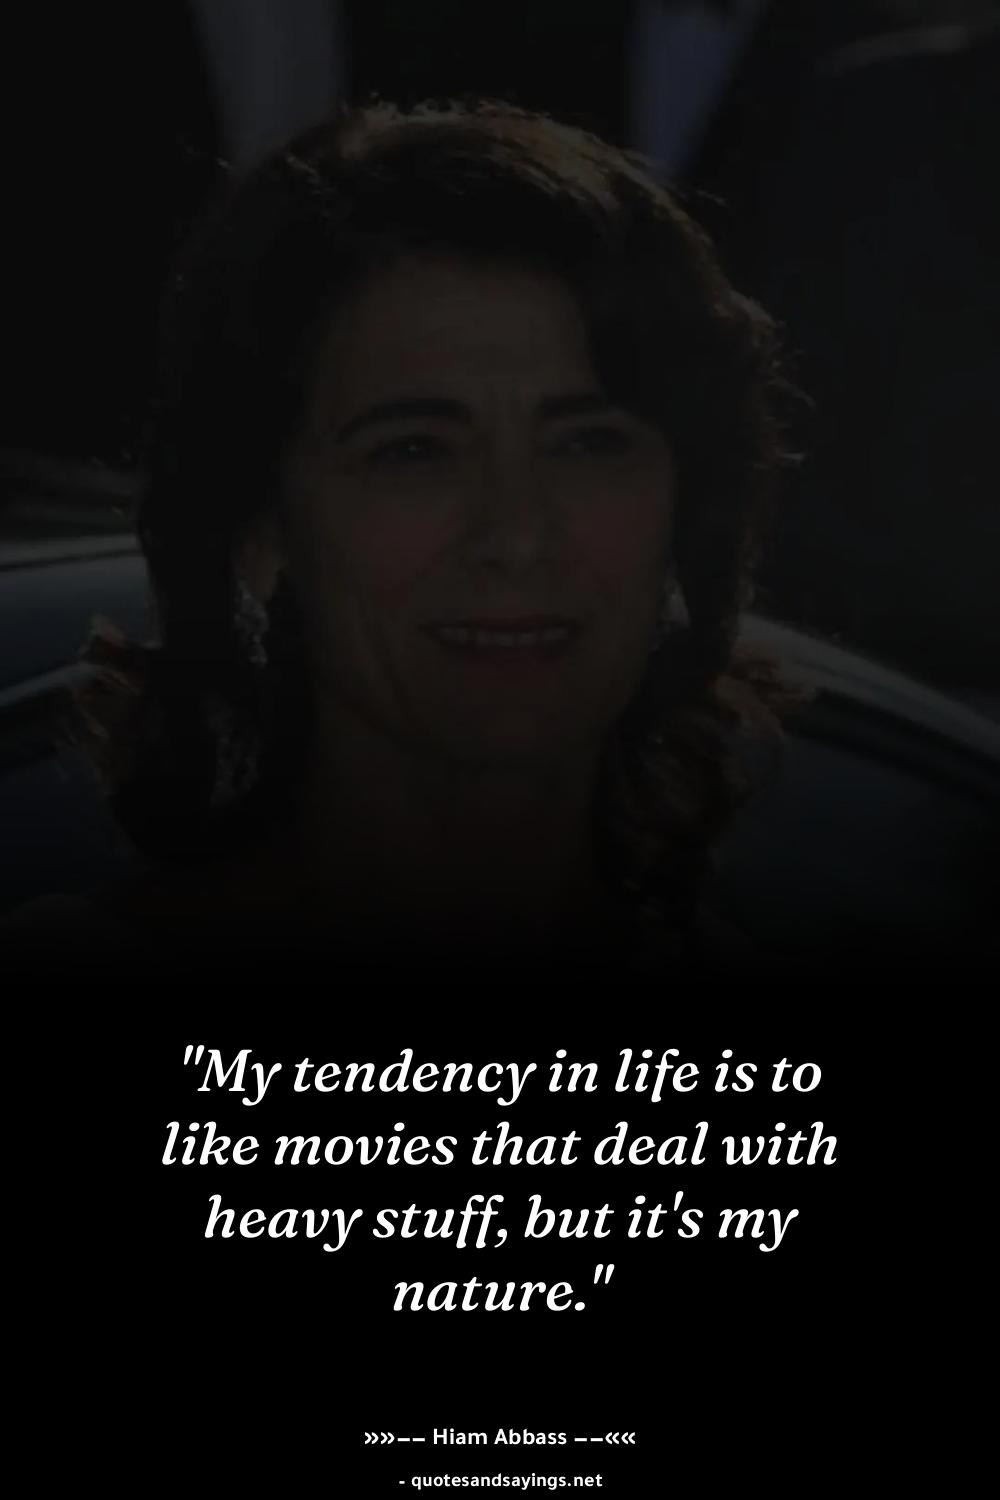 "My tendency in life is to
like movies that deal with
heavy stuff, but it's my
nature."
»»–– Hiam Abbass ––««
- quotesandsayings.net